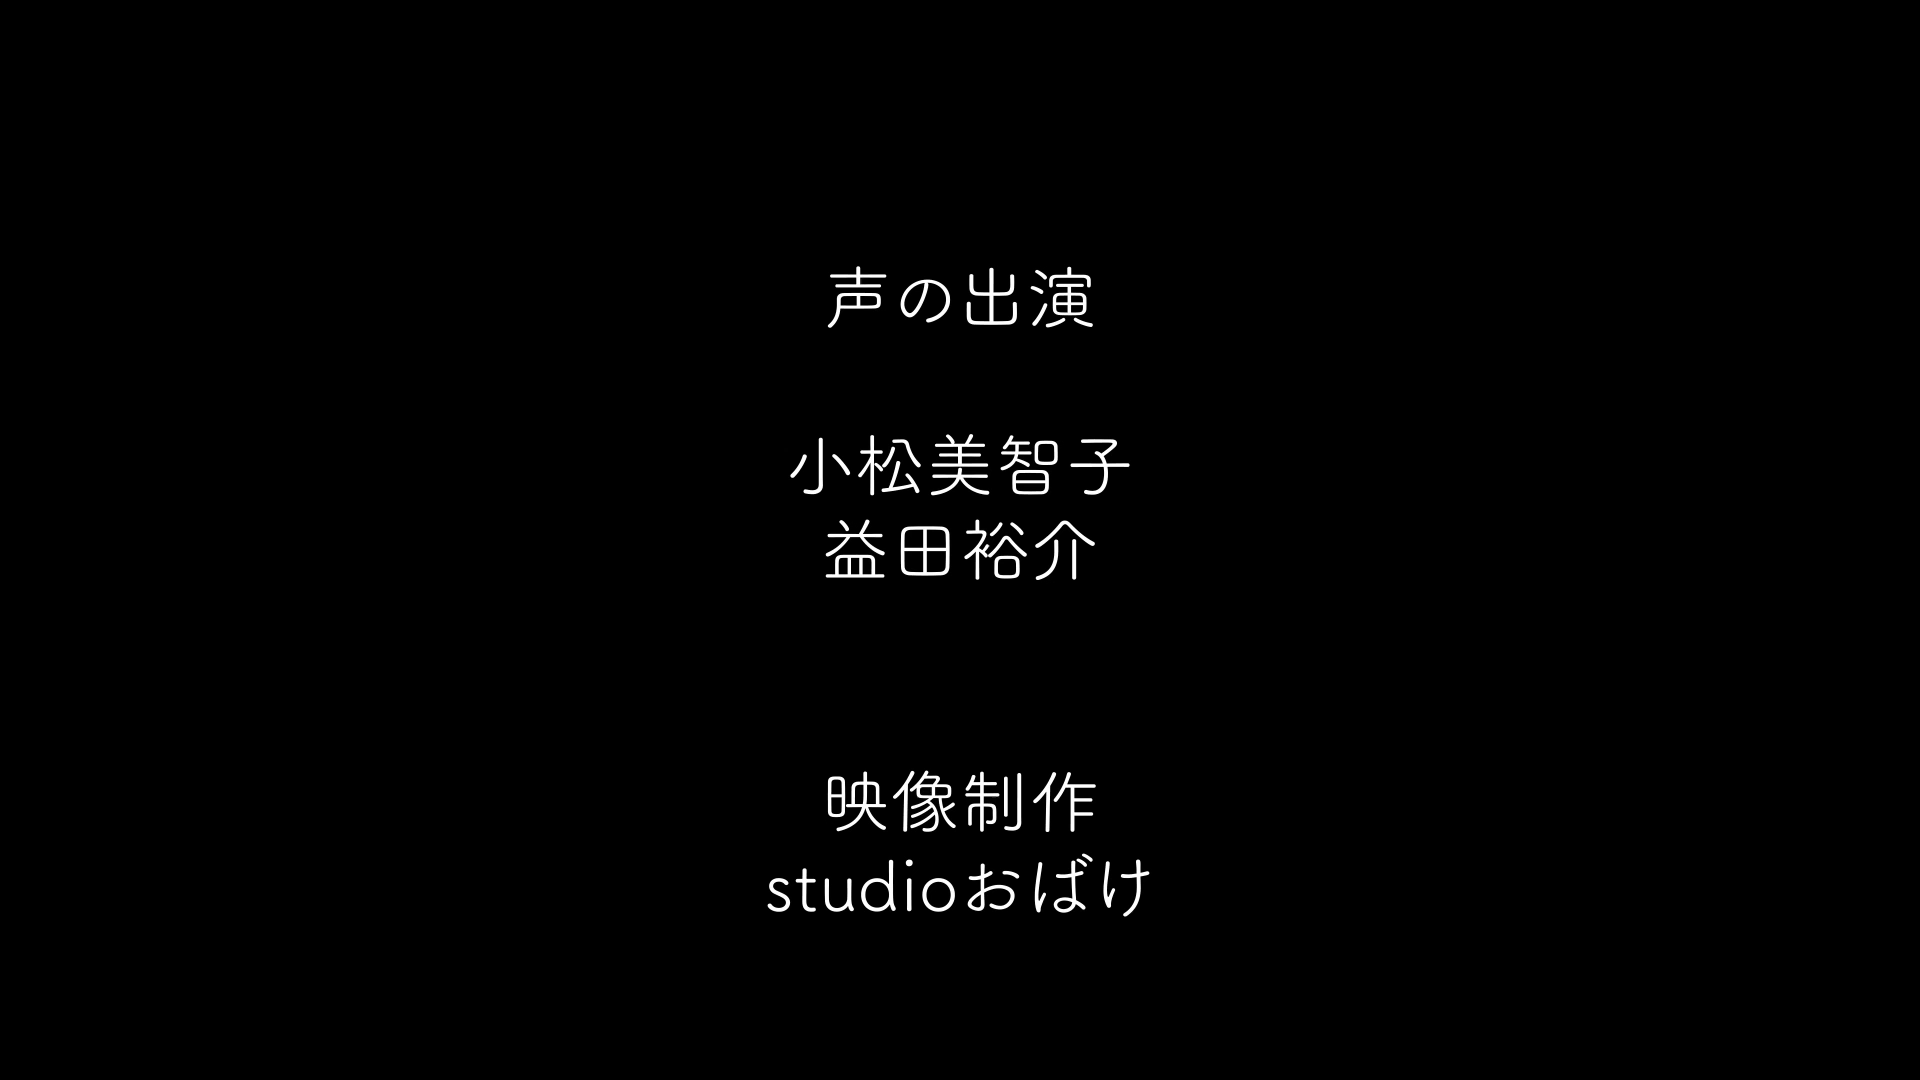 声の出演
小松美智子
益田裕介
映像制作
studioおばけ